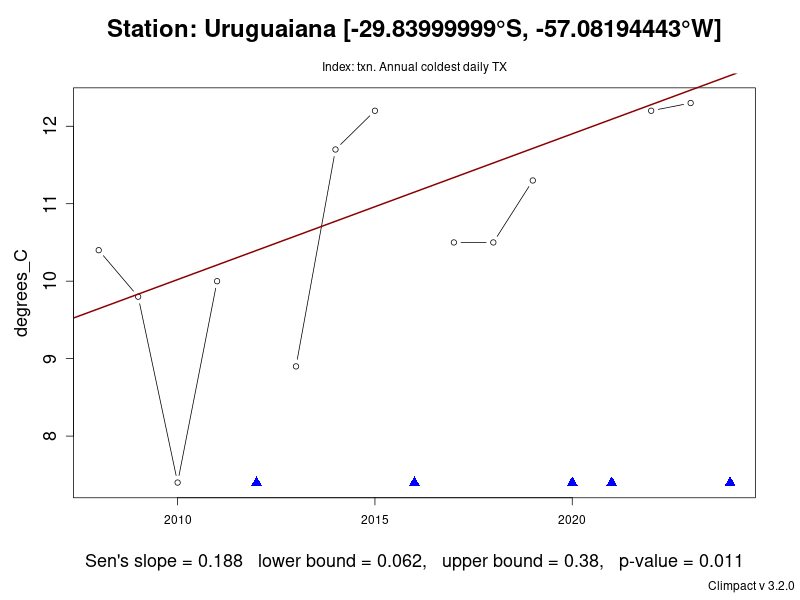 Station: Uruguaiana [-29.83999999°S, -57.08194443°W]
Index: txn. Annual coldest daily TX
degrees_C
12
11
10
9
8
2010 2015 2020
Sen's slope = 0.188 lower bound = 0.062, upper bound = 0.38, p-value = 0.011
Climpact v 3.2.0